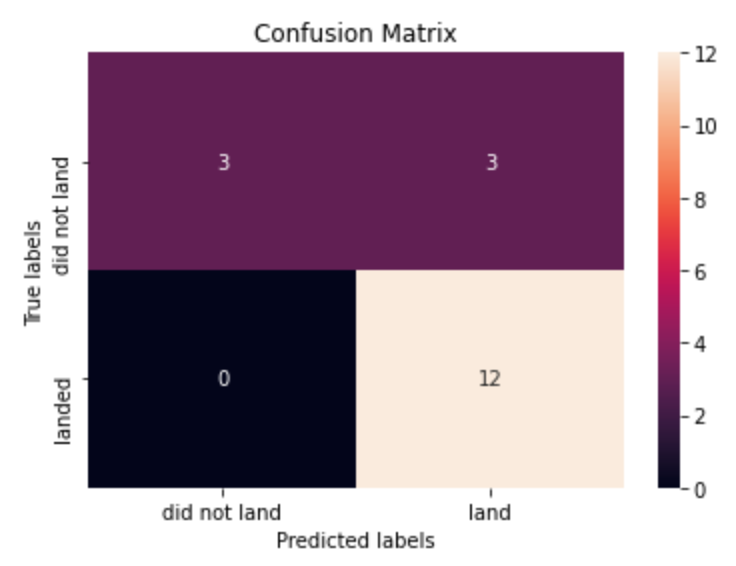 Confusion Matrix
True labels
did not land
landed
3
3
0
12
did not land
land
Predicted labels
12
10
8
6
4
2
0